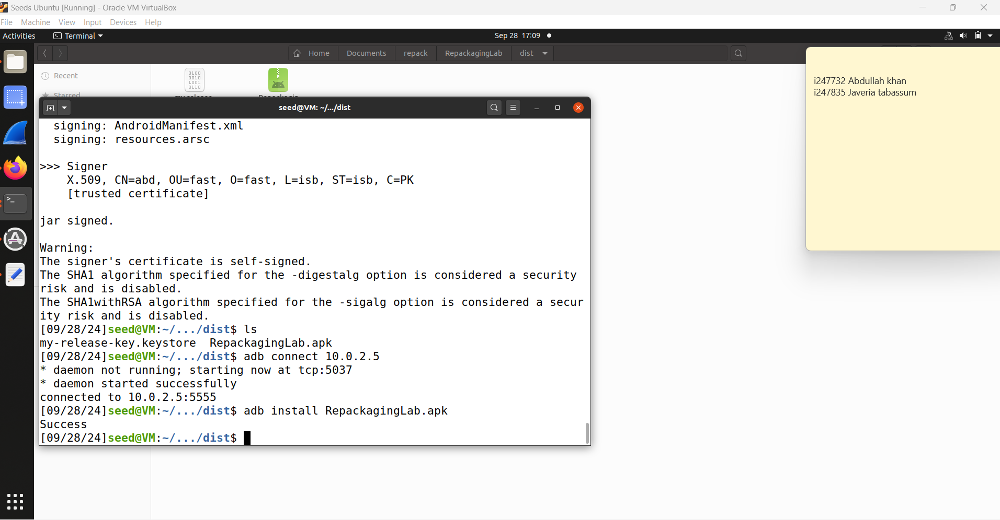 Seeds Ubuntu [Running] - Oracle VM VirtualBox
File Machine View Input Devices Help
Activities Terminal Sep 28 17:09
Home Documents repack RepackagingLab dist
Recent
Starred
i247732 Abdullah khan
i247835 Javeria tabassum
seed@VM: ~/.../dist
signing: AndroidManifest.xml
signing: resources.arsc
>>> Signer
X.509, CN=abd, OU=fast, O=fast, L=isb, ST=isb, C=PK
[trusted certificate]
jar signed.
Warning:
The signer's certificate is self-signed.
The SHA1 algorithm specified for the -digestalg option is considered a security
risk and is disabled.
The SHA1withRSA algorithm specified for the -sigalg option is considered a secur
ity risk and is disabled.
[09/28/24]seed@VM:~/.../dist$ ls
my-release-key.keystore  RepackagingLab.apk
[09/28/24]seed@VM:~/.../dist$ adb connect 10.0.2.5
* daemon not running; starting now at tcp:5037
* daemon started successfully
connected to 10.0.2.5:5555
[09/28/24]seed@VM:~/.../dist$ adb install RepackagingLab.apk
Success
[09/28/24]seed@VM:~/.../dist$